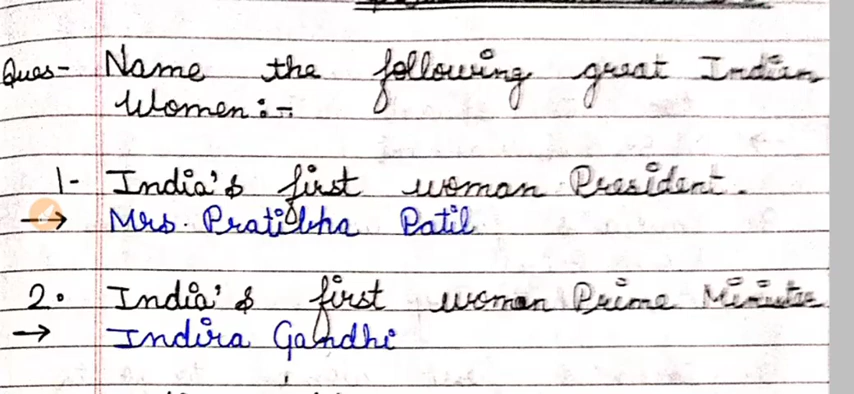 Ques- Name the following great Indian
Women:-
1- India's first woman President.
→ Mrs. Pratibha Patil
2. India's first woman Prime Minister
→ Indira Gandhi